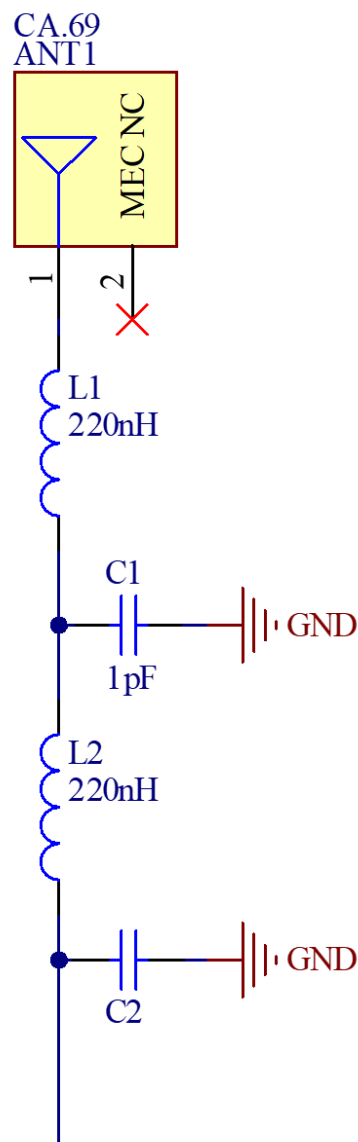 CA.69
ANT1
MEC NC
1
2
L1
220nH
C1
GND
1pF
L2
220nH
GND
C2